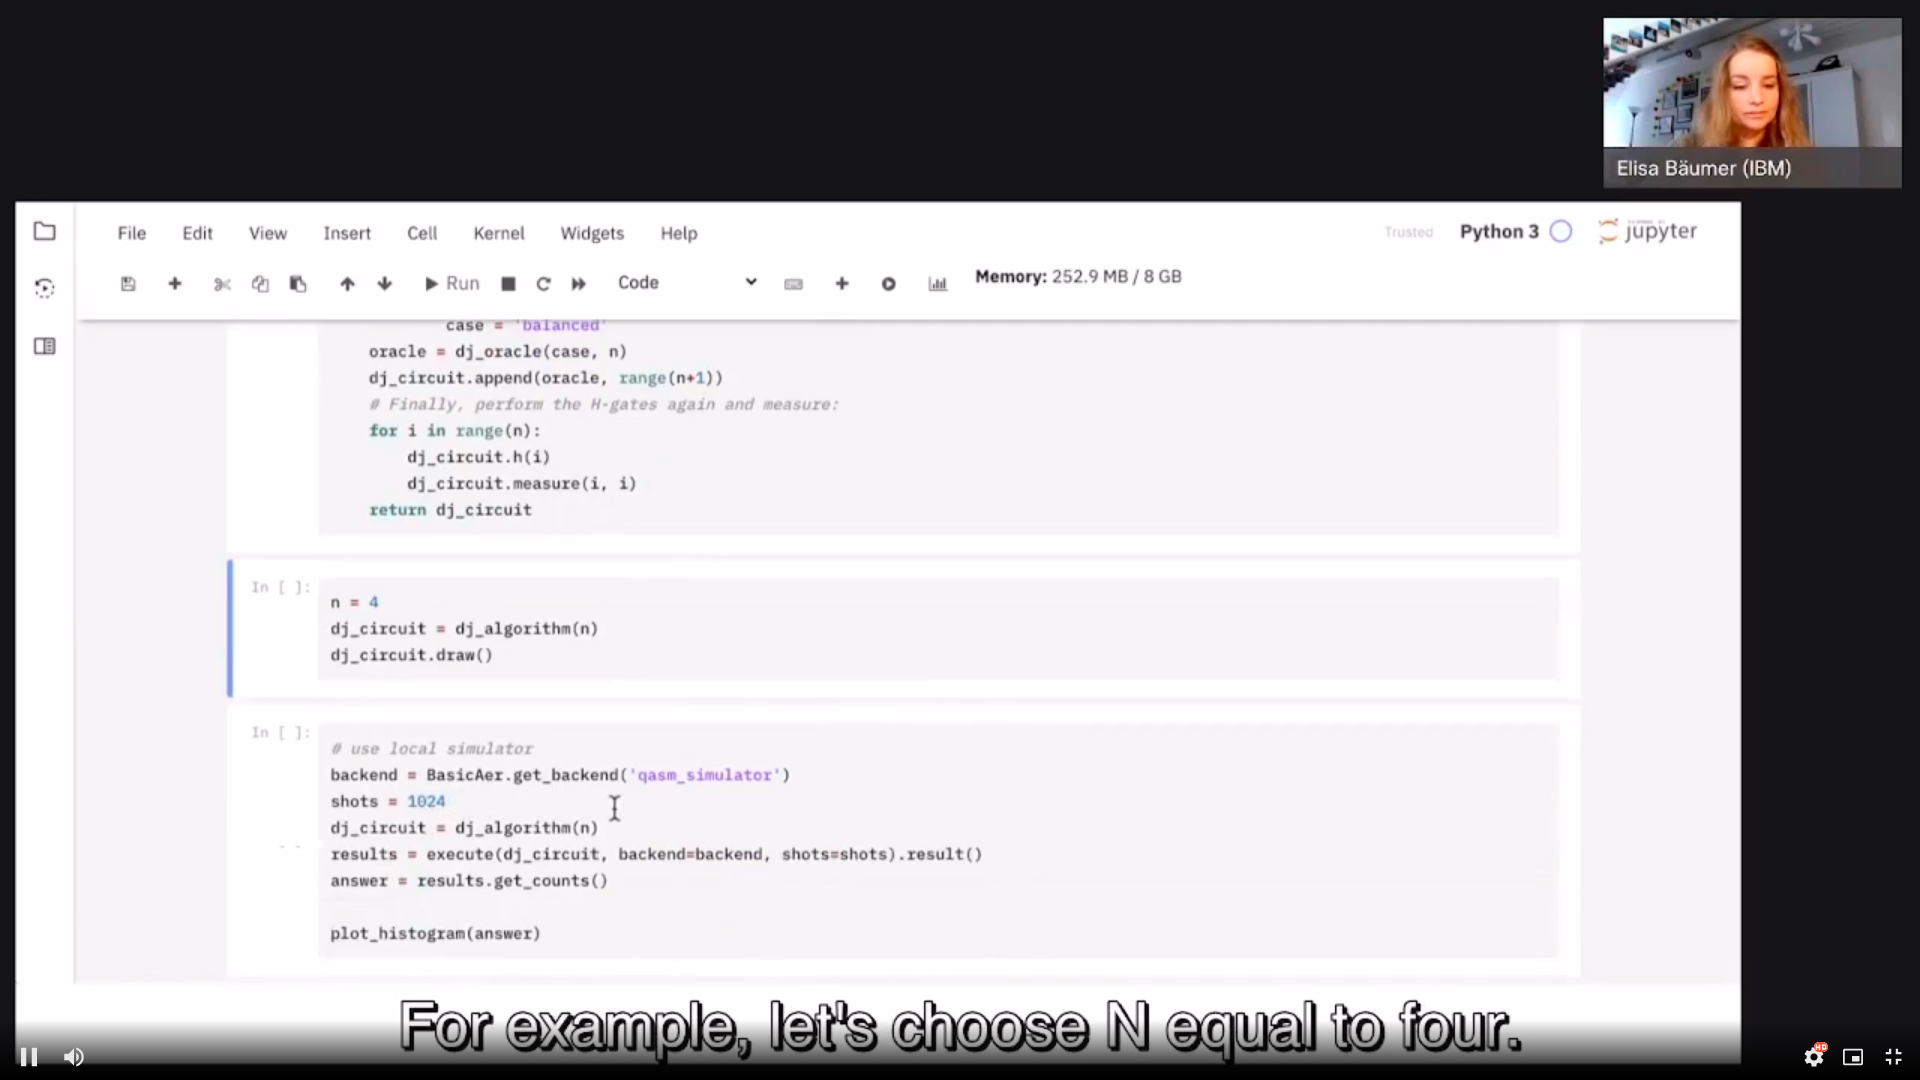 Elisa Bäumer (IBM)
File Edit View Insert Cell Kernel Widgets Help
Trusted Python 3 jupyter
Run Code Memory: 252.9 MB / 8 GB
case = 'balanced'
oracle = dj_oracle(case, n)
dj_circuit.append(oracle, range(n+1))
# Finally, perform the H-gates again and measure:
for i in range(n):
dj_circuit.h(i)
dj_circuit.measure(i, i)
return dj_circuit
In [ ]:
n = 4
dj_circuit = dj_algorithm(n)
dj_circuit.draw()
In [ ]:
# use local simulator
backend = BasicAer.get_backend('qasm_simulator')
shots = 1024
dj_circuit = dj_algorithm(n)
results = execute(dj_circuit, backend=backend, shots=shots).result()
answer = results.get_counts()
plot_histogram(answer)
For example, let's choose N equal to four.
HD